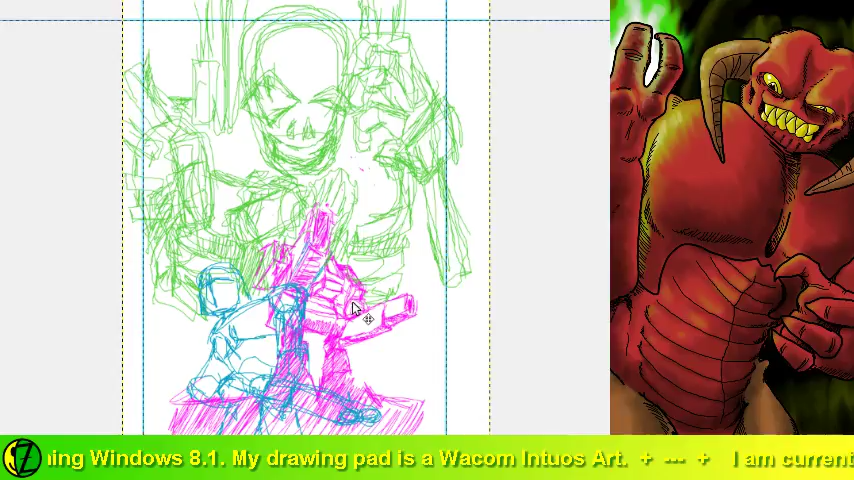 ing Windows 8.1. My drawing pad is a Wacom Intuos Art. + --- + I am current